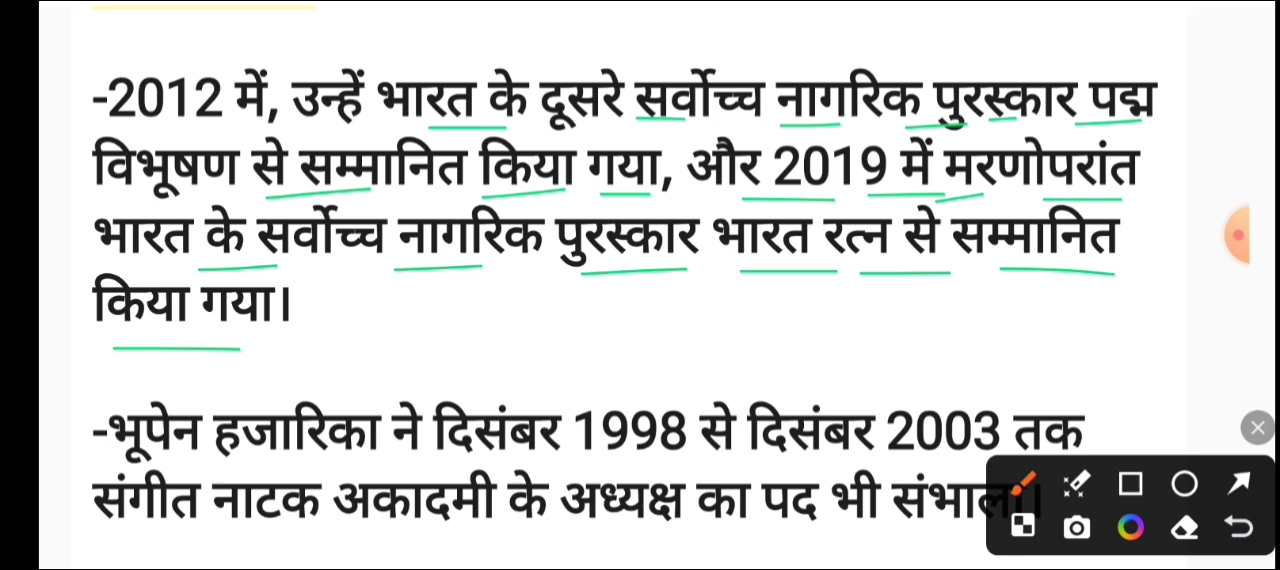 -2012 में, उन्हें भारत के दूसरे सर्वोच्च नागरिक पुरस्कार पद्म
विभूषण से सम्मानित किया गया, और 2019 में मरणोपरांत
भारत के सर्वोच्च नागरिक पुरस्कार भारत रत्न से सम्मानित
किया गया।
-भूपेन हजारिका ने दिसंबर 1998 से दिसंबर 2003 तक
संगीत नाटक अकादमी के अध्यक्ष का पद भी संभाला।